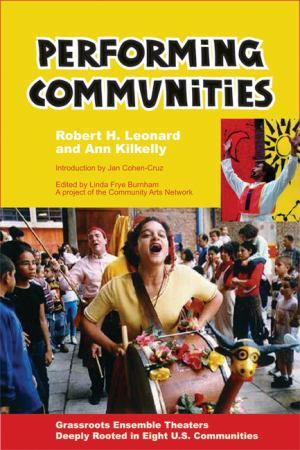 PERFORMING
COMMUNITIES
Robert H. Leonard
and Ann Kilkelly
Introduction by Jan Cohen-Cruz
Edited by Linda Frye Burnham
A project of the Community Arts Network
Grassroots Ensemble Theaters
Deeply Rooted in Eight U.S. Communities